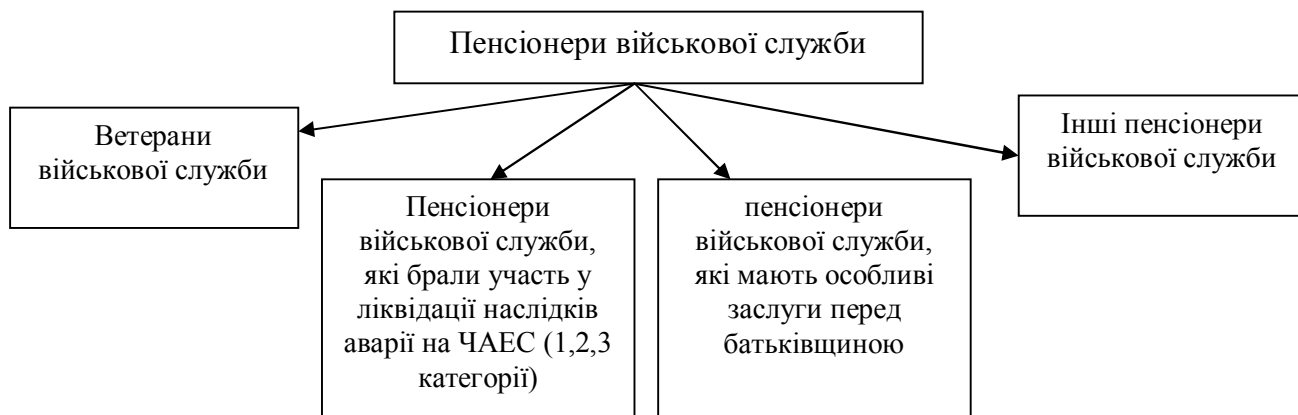 Пенсіонери військової служби
Ветерани
військової служби
Пенсіонери
військової служби,
які брали участь у
ліквідації наслідків
аварії на ЧАЕС (1,2,3
категорії)
пенсіонери
військової служби,
які мають особливі
заслуги перед
батьківщиною
Інші пенсіонери
військової служби